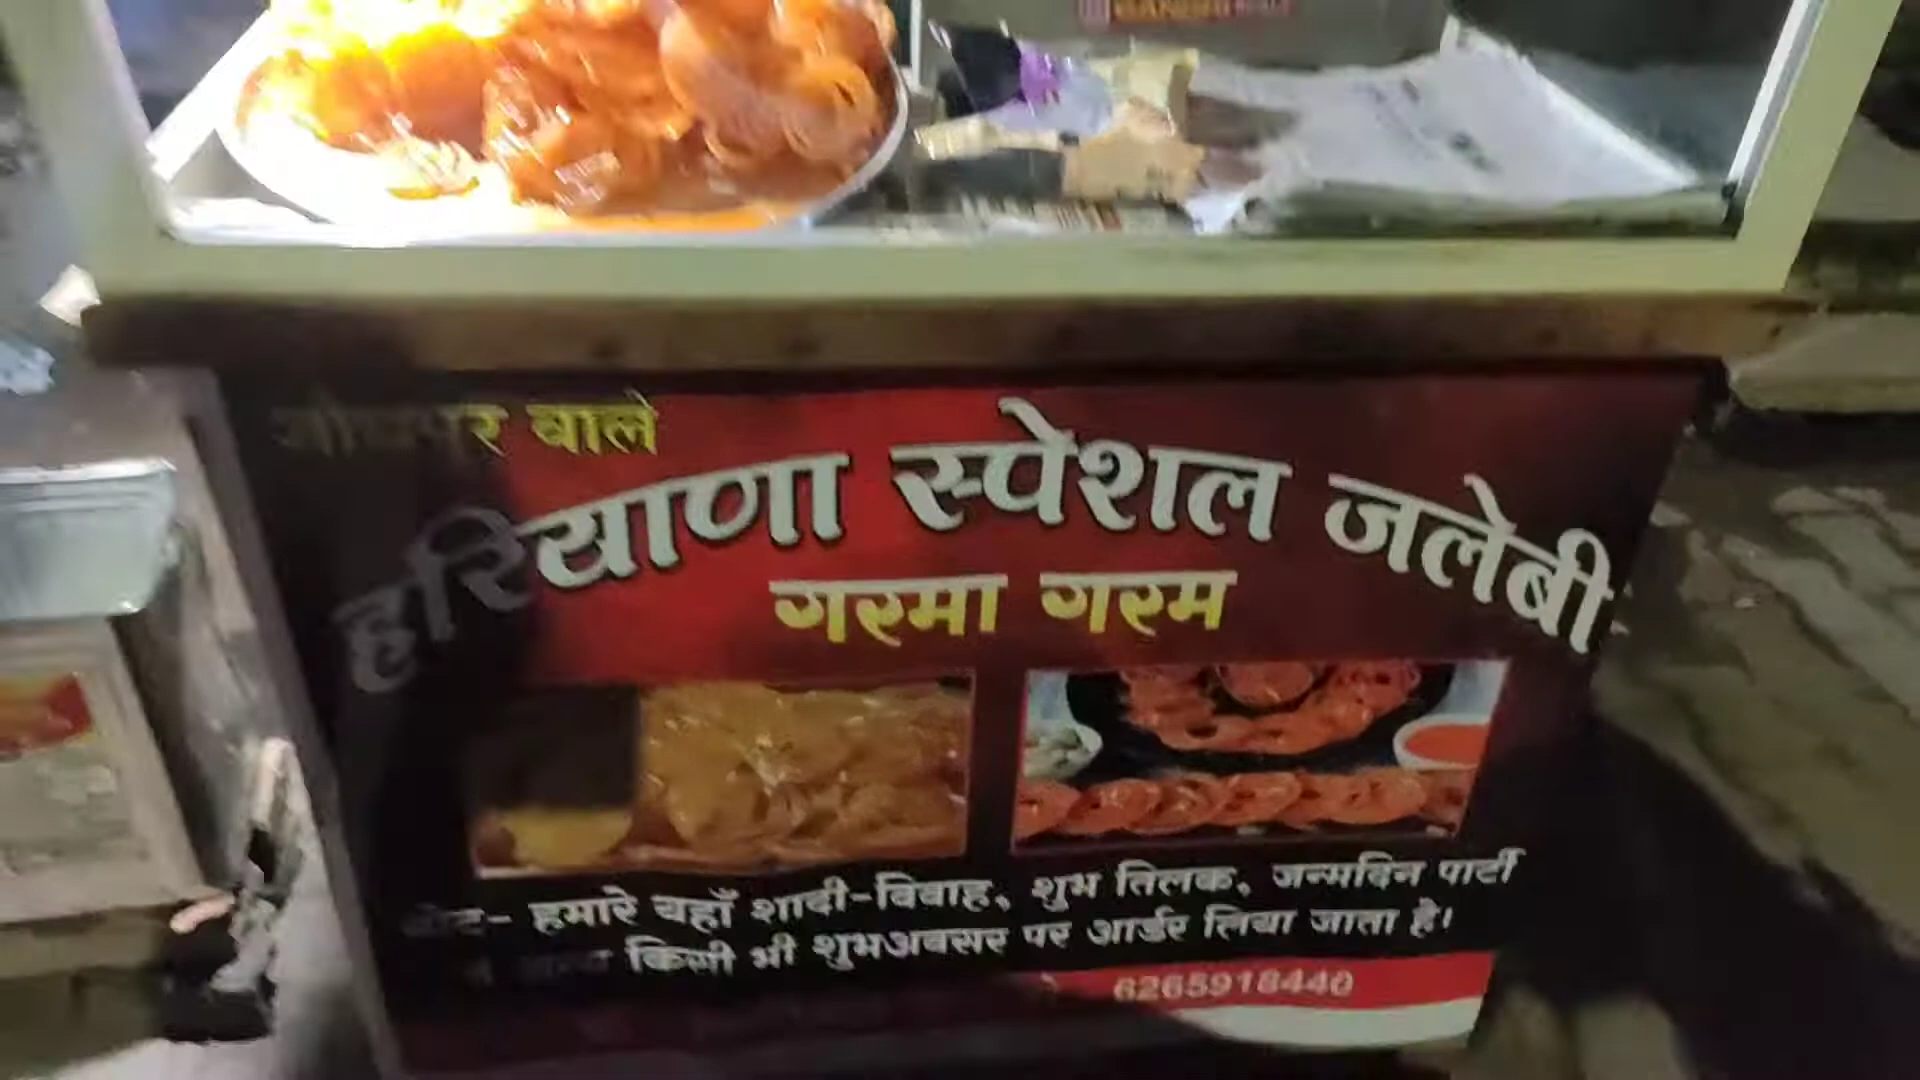 वाले
हरियाणा स्पेशल जलेबी
गरमा गरम
हमारे यहाँ शादी-विवाह, शुभ तिलक, जन्मदिन पार्टी
किसी भी शुभअवसर पर आर्डर लिया जाता है।
6265918440